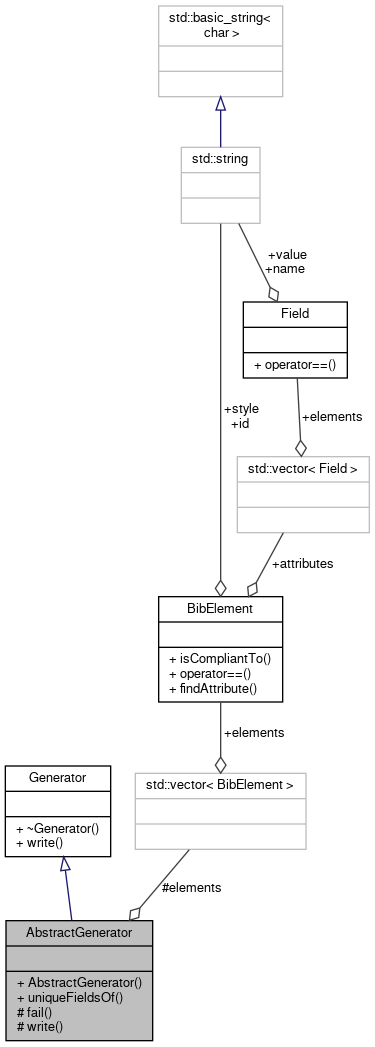 std::basic_string<
char >
std::string
+value
+name
Field
+ operator==()
+style
+id
+elements
std::vector< Field >
+attributes
BibElement
+ isCompliantTo()
+ operator==()
+ findAttribute()
+elements
Generator
+ ~Generator()
+ write()
std::vector< BibElement >
#elements
AbstractGenerator
+ AbstractGenerator()
+ uniqueFieldsOf()
# fail()
# write()